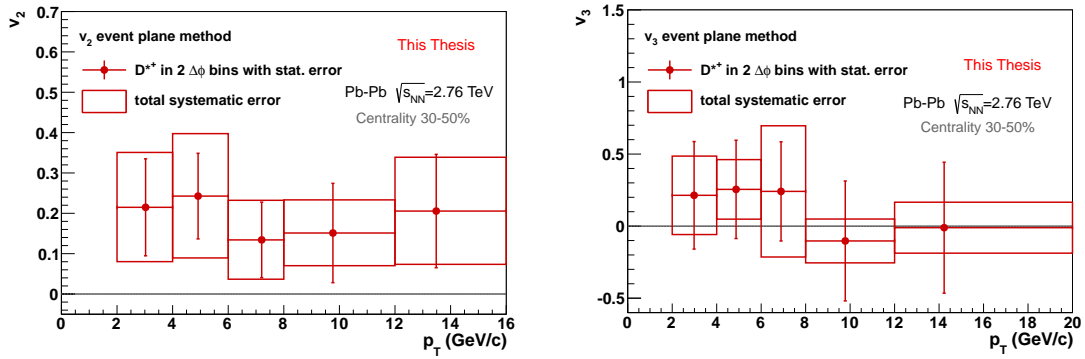 v2
0.7
0.6
0.5
0.4
0.3
0.2
0.1
0
v2 event plane method
This Thesis
D*+ in 2 Δϕ bins with stat. error
total systematic error
Pb-Pb √sNN=2.76 TeV
Centrality 30-50%
0 2 4 6 8 10 12 14 16
pT (GeV/c)
v3
1.5
1
0.5
0
-0.5
v3 event plane method
This Thesis
D*+ in 2 Δϕ bins with stat. error
total systematic error
Pb-Pb √sNN=2.76 TeV
Centrality 30-50%
0 2 4 6 8 10 12 14 16 18 20
pT (GeV/c)